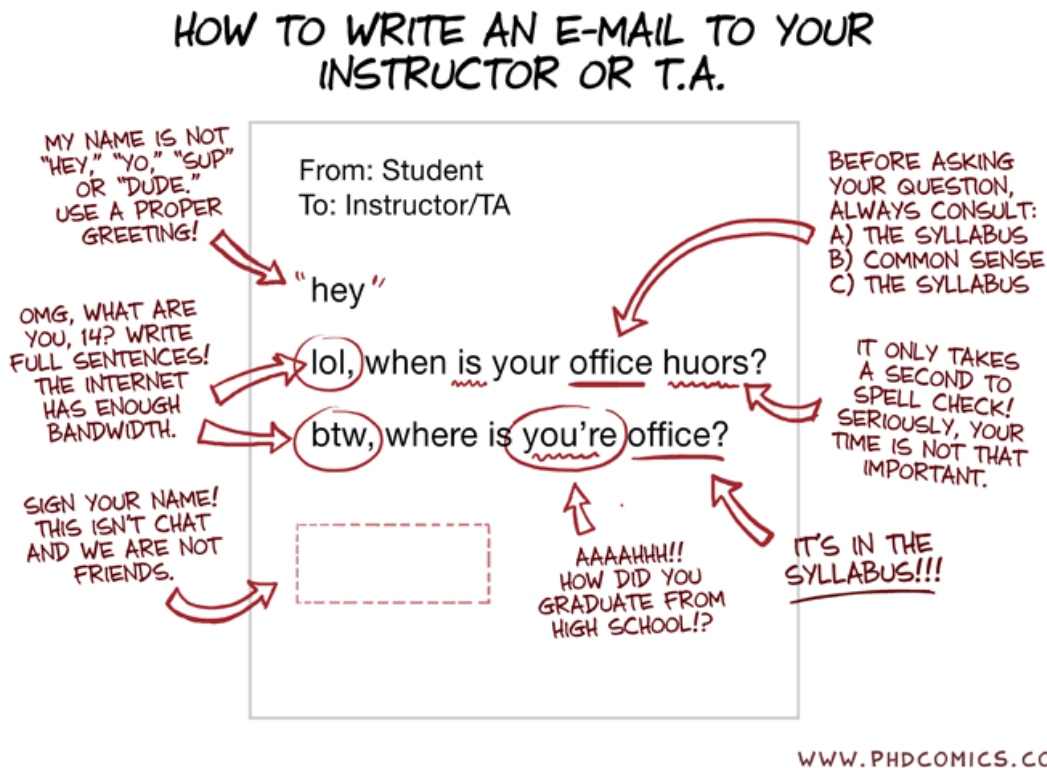 HOW TO WRITE AN E-MAIL TO YOUR
INSTRUCTOR OR T.A.
MY NAME IS NOT
"HEY," "YO," "SUP"
OR "DUDE."
USE A PROPER
GREETING!
From: Student
To: Instructor/TA
BEFORE ASKING
YOUR QUESTION,
ALWAYS CONSULT:
A) THE SYLLABUS
B) COMMON SENSE
C) THE SYLLABUS
"hey"
OMG, WHAT ARE
YOU, 14? WRITE
FULL SENTENCES!
THE INTERNET
HAS ENOUGH
BANDWIDTH.
lol, when is your office huors?
btw, where is you're office?
IT ONLY TAKES
A SECOND TO
SPELL CHECK!
SERIOUSLY, YOUR
TIME IS NOT THAT
IMPORTANT.
SIGN YOUR NAME!
THIS ISN'T CHAT
AND WE ARE NOT
FRIENDS.
AAAAHHH!!
HOW DID YOU
GRADUATE FROM
HIGH SCHOOL!?
IT'S IN THE
SYLLABUS!!!
WWW.PHDCOMICS.CO